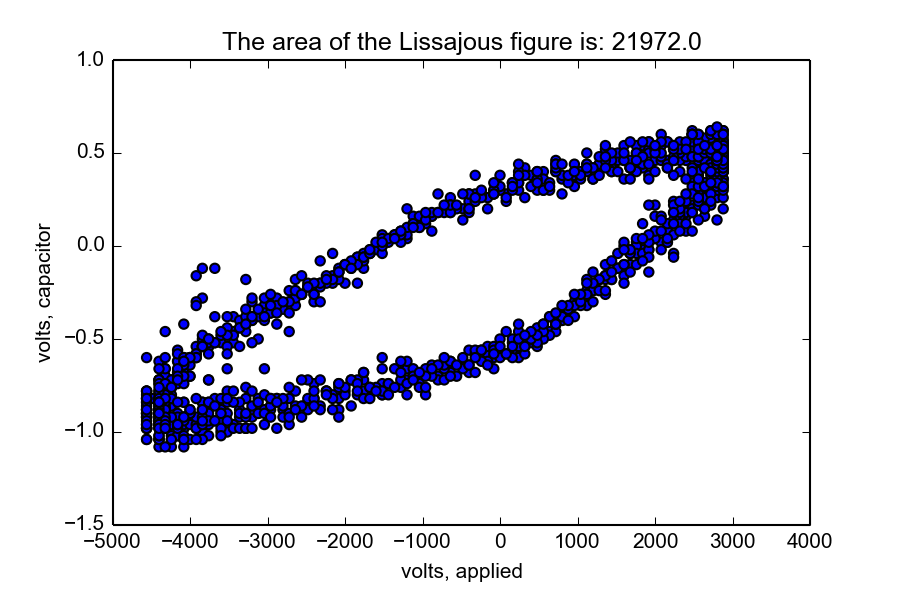 The area of the Lissajous figure is: 21972.0
1.0
0.5
0.0
−0.5
−1.0
−1.5
volts, capacitor
−5000 −4000 −3000 −2000 −1000 0 1000 2000 3000 4000
volts, applied